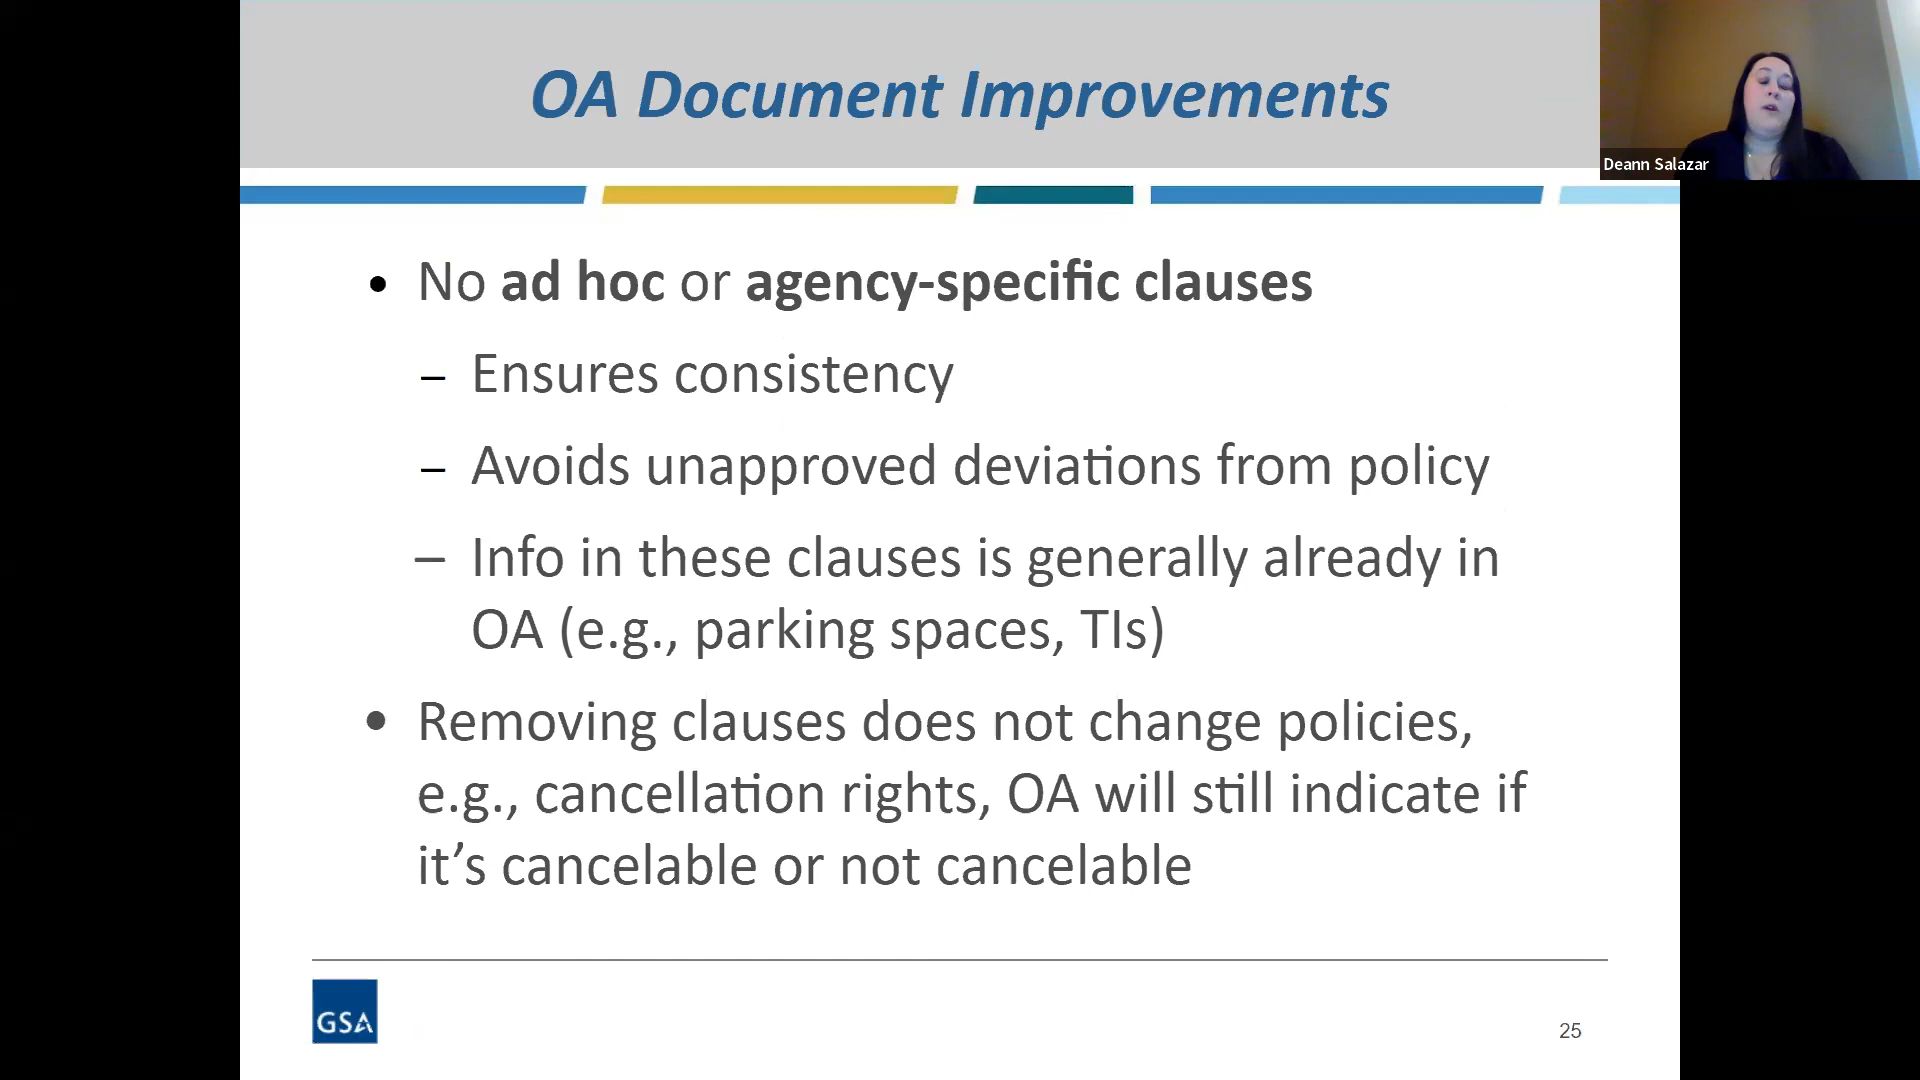 OA Document Improvements
Deann Salazar
• No ad hoc or agency-specific clauses
– Ensures consistency
– Avoids unapproved deviations from policy
– Info in these clauses is generally already in
OA (e.g., parking spaces, TIs)
• Removing clauses does not change policies,
e.g., cancellation rights, OA will still indicate if
it’s cancelable or not cancelable
GSA
25